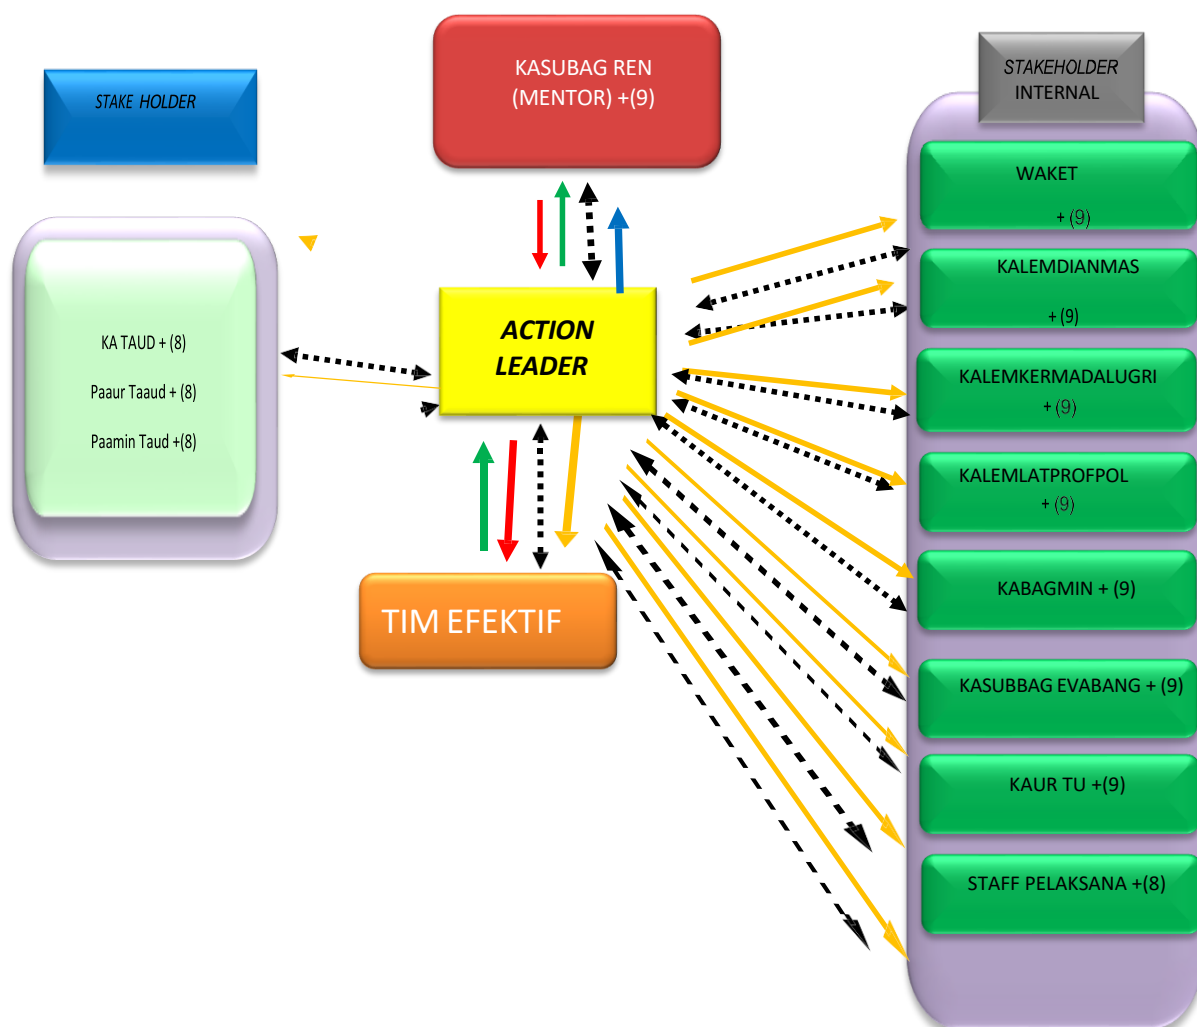 STAKE HOLDER
KA TAUD + (8)
Paaur Taaud + (8)
Paamin Taud +(8)
KASUBAG REN
(MENTOR) +(9)
ACTION
LEADER
TIM EFEKTIF
STAKEHOLDER
INTERNAL
WAKET
+ (9)
KALEMDIANMAS
+ (9)
KALEMKERMADALUGRI
+ (9)
KALEMLATPROFPOL
+ (9)
KABAGMIN + (9)
KASUBBAG EVABANG + (9)
KAUR TU +(9)
STAFF PELAKSANA +(8)